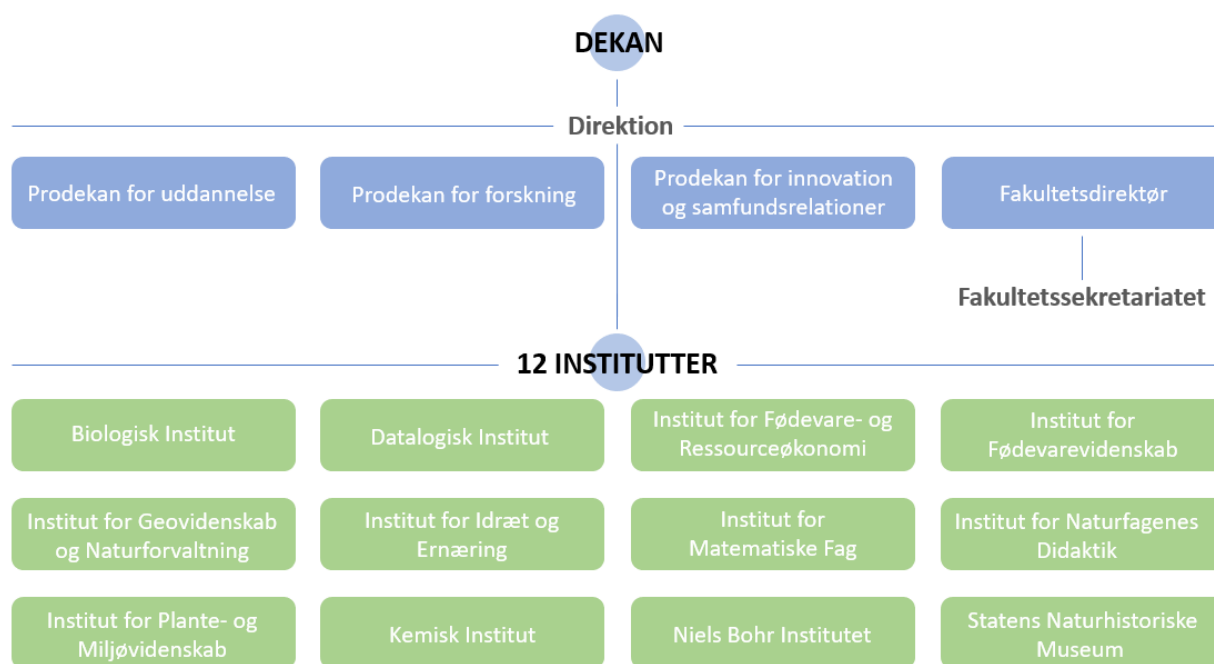 DEKAN
Direktion
Prodekan for uddannelse
Prodekan for forskning
Prodekan for innovation
og samfundsrelationer
Fakultetsdirektør
Fakultetssekretariatet
12 INSTITUTTER
Biologisk Institut
Datalogisk Institut
Institut for Fødevare- og
Ressourceøkonomi
Institut for
Fødevarevidenskab
Institut for Geovidenskab
og Naturforvaltning
Institut for Idræt og
Ernæring
Institut for
Matematiske Fag
Institut for Naturfagenes
Didaktik
Institut for Plante- og
Miljøvidenskab
Kemisk Institut
Niels Bohr Institutet
Statens Naturhistoriske
Museum